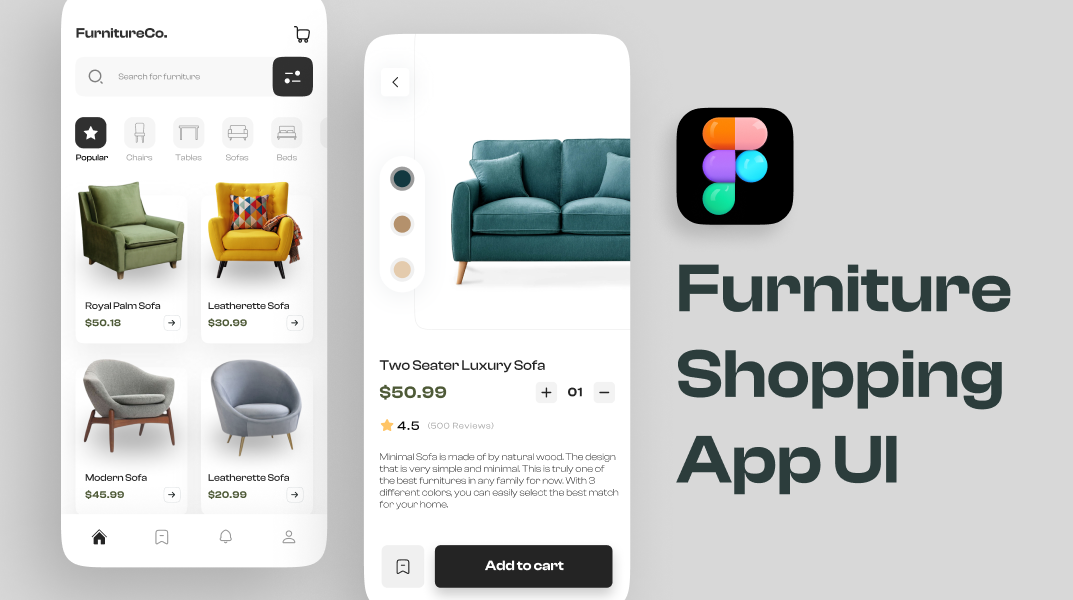 FurnitureCo.
Search for furniture
Popular
Chairs
Tables
Sofas
Beds
Royal Palm Sofa
$50.18
Leatherette Sofa
$30.99
Modern Sofa
$45.99
Leatherette Sofa
$20.99
Two Seater Luxury Sofa
$50.99
01
4.5 (500 Reviews)
Minimal Sofa is made of by natural wood. The design
that is very simple and minimal. This is truly one of
the best furnitures in any family for now. With 3
different colors, you can easily select the best match
for your home.
Add to cart
Furniture
Shopping
App UI